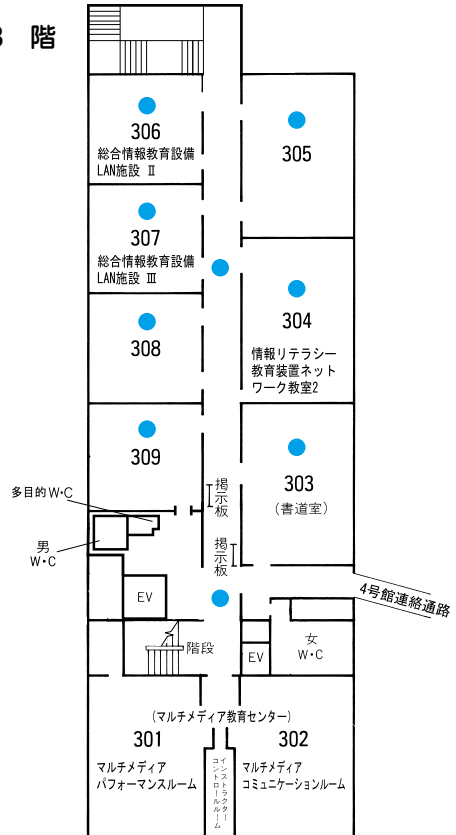 3 階
306
総合情報教育設備
LAN施設 Ⅱ
305
307
総合情報教育設備
LAN施設 Ⅲ
304
情報リテラシー
教育装置ネット
ワーク教室2
308
309
303
(書道室)
掲示板
多目的W・C
男
W・C
掲示板
EV
4号館連絡通路
階段
EV
女
W・C
(マルチメディア教育センター)
301
マルチメディア
パフォーマンスルーム
302
マルチメディア
コミュニケーションルーム
インストラクター
コントロールルーム